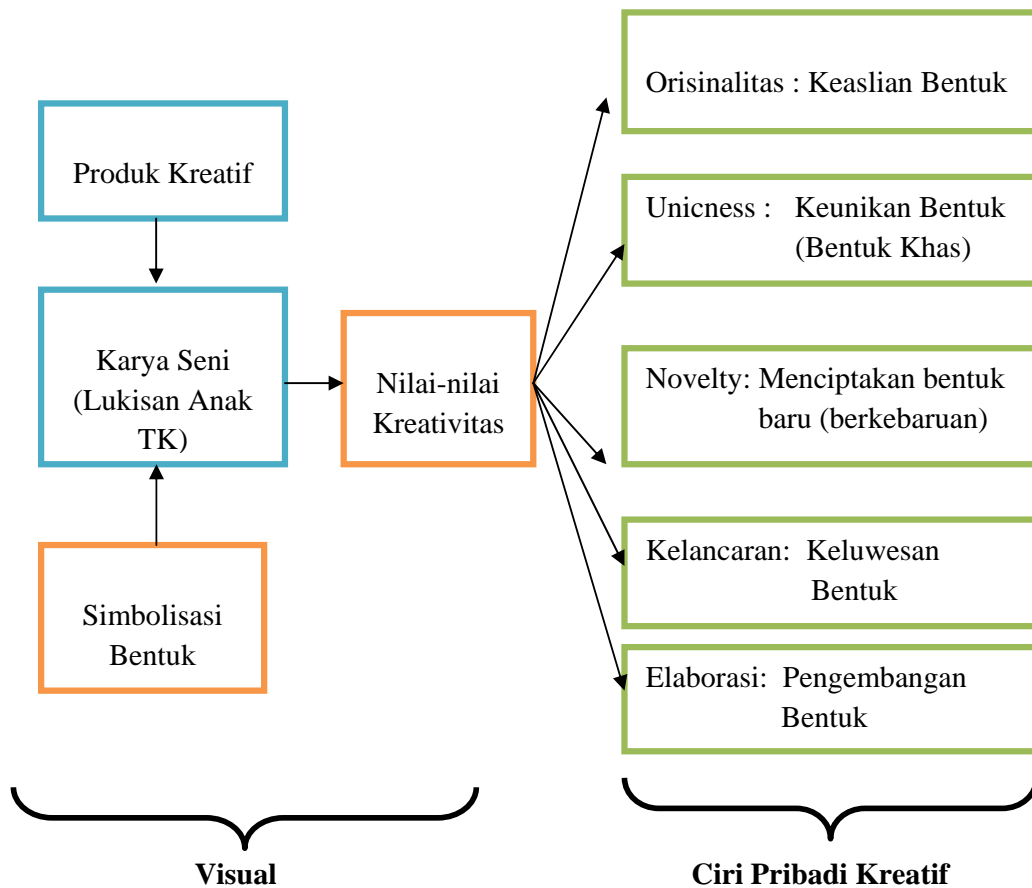 Produk Kreatif
Karya Seni
(Lukisan Anak
TK)
Simbolisasi
Bentuk
Nilai-nilai
Kreativitas
Orisinalitas : Keaslian Bentuk
Unicness : Keunikan Bentuk
(Bentuk Khas)
Novelty: Menciptakan bentuk
baru (berkebaruan)
Kelancaran: Keluwesan
Bentuk
Elaborasi: Pengembangan
Bentuk
Visual
Ciri Pribadi Kreatif